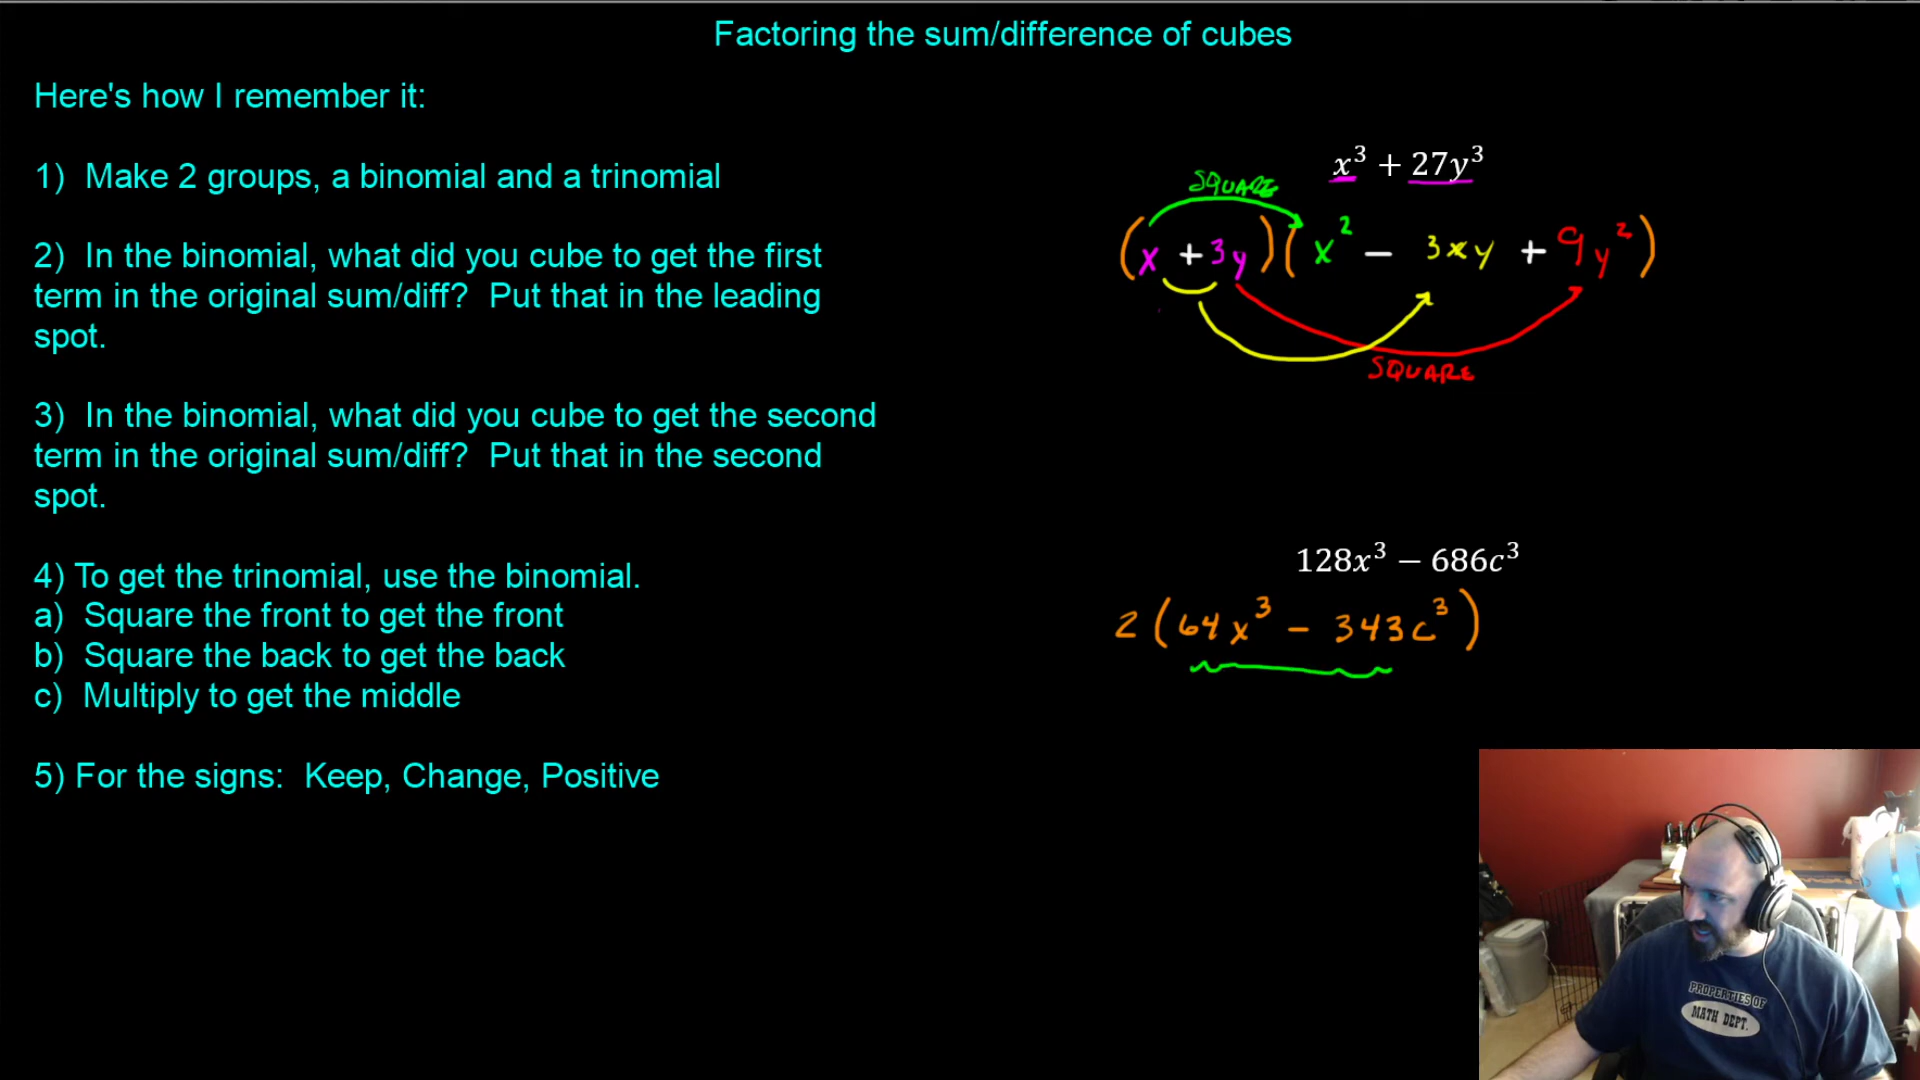 Factoring the sum/difference of cubes
Here's how I remember it:
1) Make 2 groups, a binomial and a trinomial
2) In the binomial, what did you cube to get the first
term in the original sum/diff? Put that in the leading
spot.
3) In the binomial, what did you cube to get the second
term in the original sum/diff? Put that in the second
spot.
4) To get the trinomial, use the binomial.
a) Square the front to get the front
b) Square the back to get the back
c) Multiply to get the middle
5) For the signs: Keep, Change, Positive
x³ + 27y³
SQUARE
(x + 3y)(x² − 3xy + 9y²)
SQUARE
128x³ − 686c³
2(64x³ − 343c³)
PROPERTIES OF
MATH DEPT.